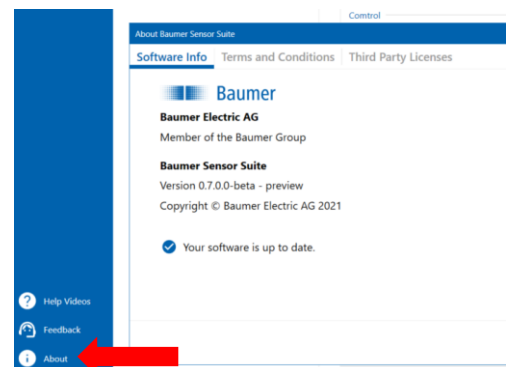 Comtrol
About Baumer Sensor Suite
Software Info Terms and Conditions Third Party Licenses
Baumer
Baumer Electric AG
Member of the Baumer Group
Baumer Sensor Suite
Version 0.7.0.0-beta - preview
Copyright © Baumer Electric AG 2021
Your software is up to date.
Help Videos
Feedback
About